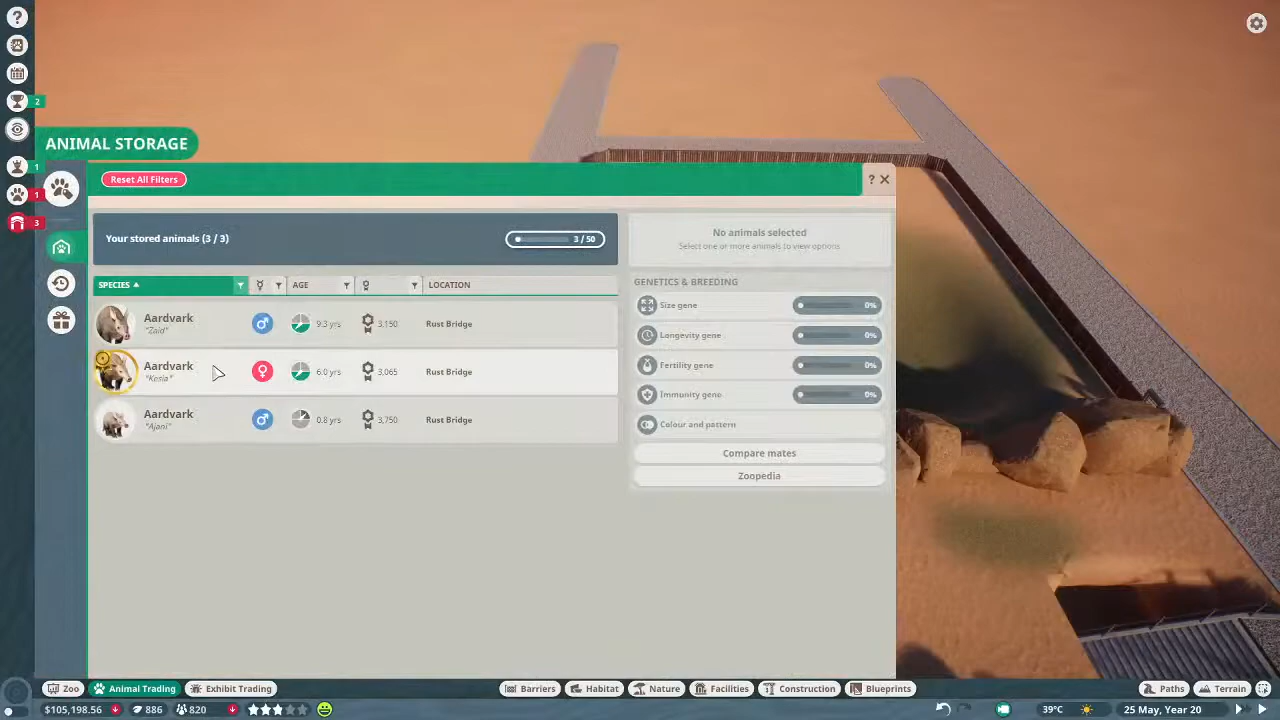 ?
2
1
1
3
ANIMAL STORAGE
Reset All Filters
?
Your stored animals (3 / 3)
3 / 50
No animals selected
Select one or more animals to view options
SPECIES
AGE
LOCATION
GENETICS & BREEDING
Aardvark
"Zaid"
9.3 yrs
3,150
Rust Bridge
Aardvark
6.0 yrs
3,065
Rust Bridge
Aardvark
"Ajani"
0.8 yrs
3,750
Rust Bridge
Size gene
0%
Longevity gene
0%
Fertility gene
0%
Immunity gene
0%
Colour and pattern
Compare mates
Zoopedia
Zoo
Animal Trading
Exhibit Trading
Barriers
Habitat
Nature
Facilities
Construction
Blueprints
Paths
Terrain
$105,198.56
886
820
39°C
25 May, Year 20